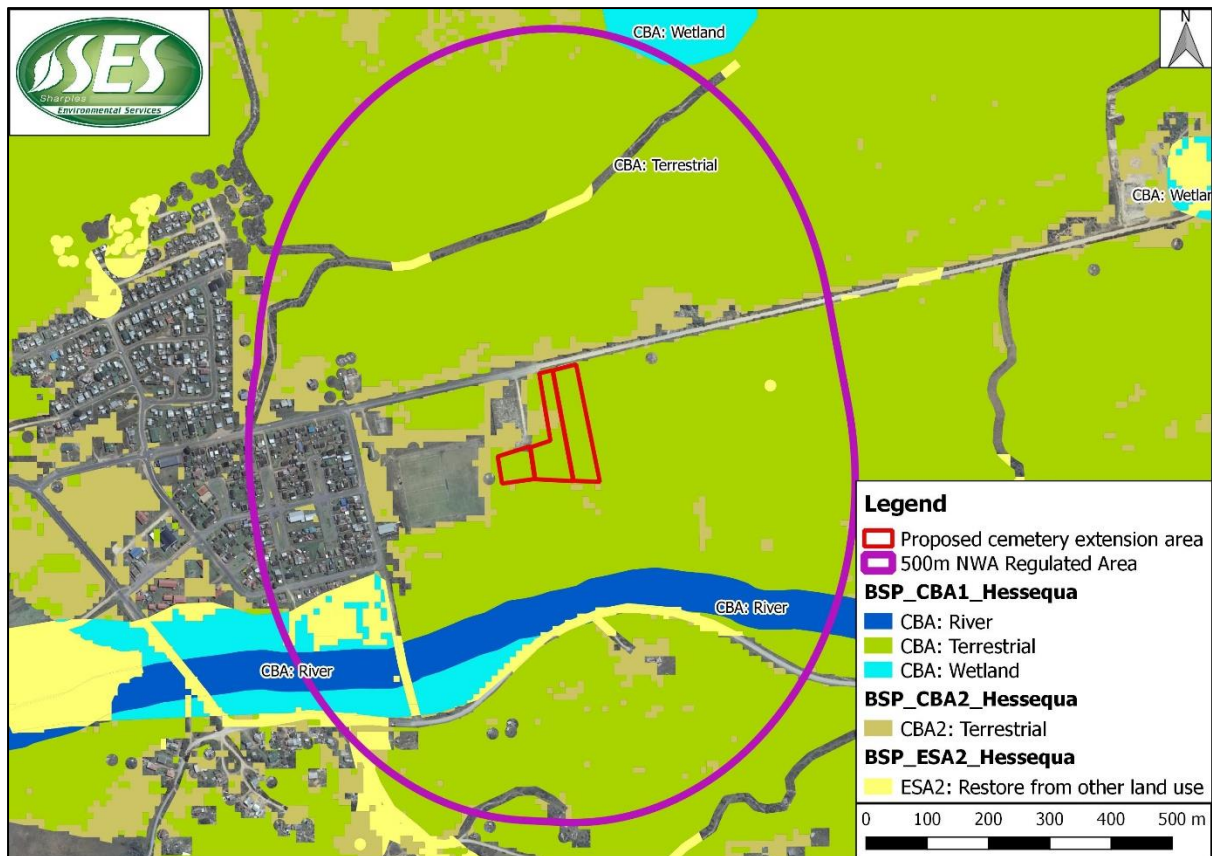 SES
Sharples
Environmental Services
CBA: Wetland
N
CBA: Terrestrial
CBA: Wetlar
CBA: River
CBA: River
Legend
Proposed cemetery extension area
500m NWA Regulated Area
BSP_CBA1_Hessequa
CBA: River
CBA: Terrestrial
CBA: Wetland
BSP_CBA2_Hessequa
CBA2: Terrestrial
BSP_ESA2_Hessequa
ESA2: Restore from other land use
0 100 200 300 400 500 m